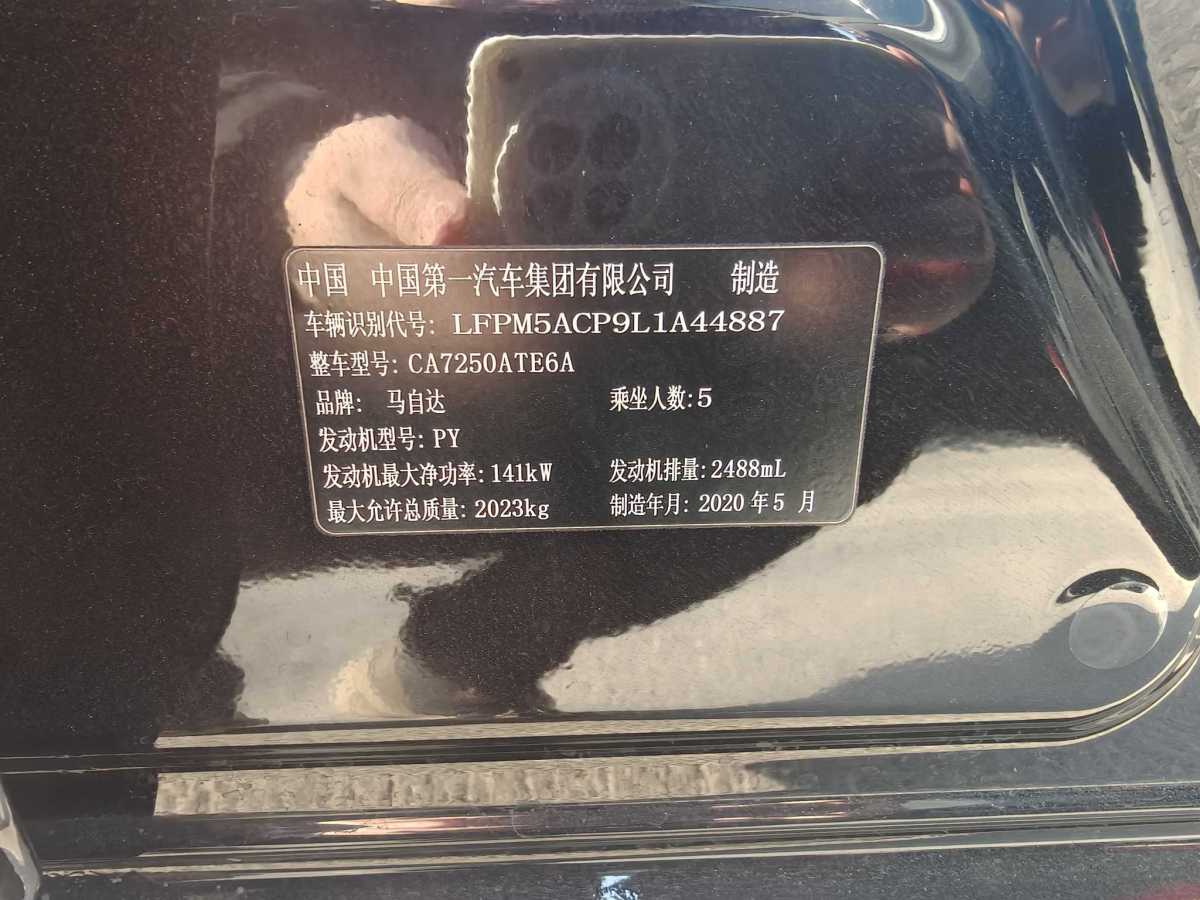 中国 中国第一汽车集团有限公司 制造
车辆识别代号: LFPM5ACP9L1A44887
整车型号: CA7250ATE6A
品牌: 马自达 乘坐人数:5
发动机型号: PY
发动机最大净功率: 141kW 发动机排量: 2488mL
最大允许总质量: 2023kg 制造年月: 2020 年 5 月